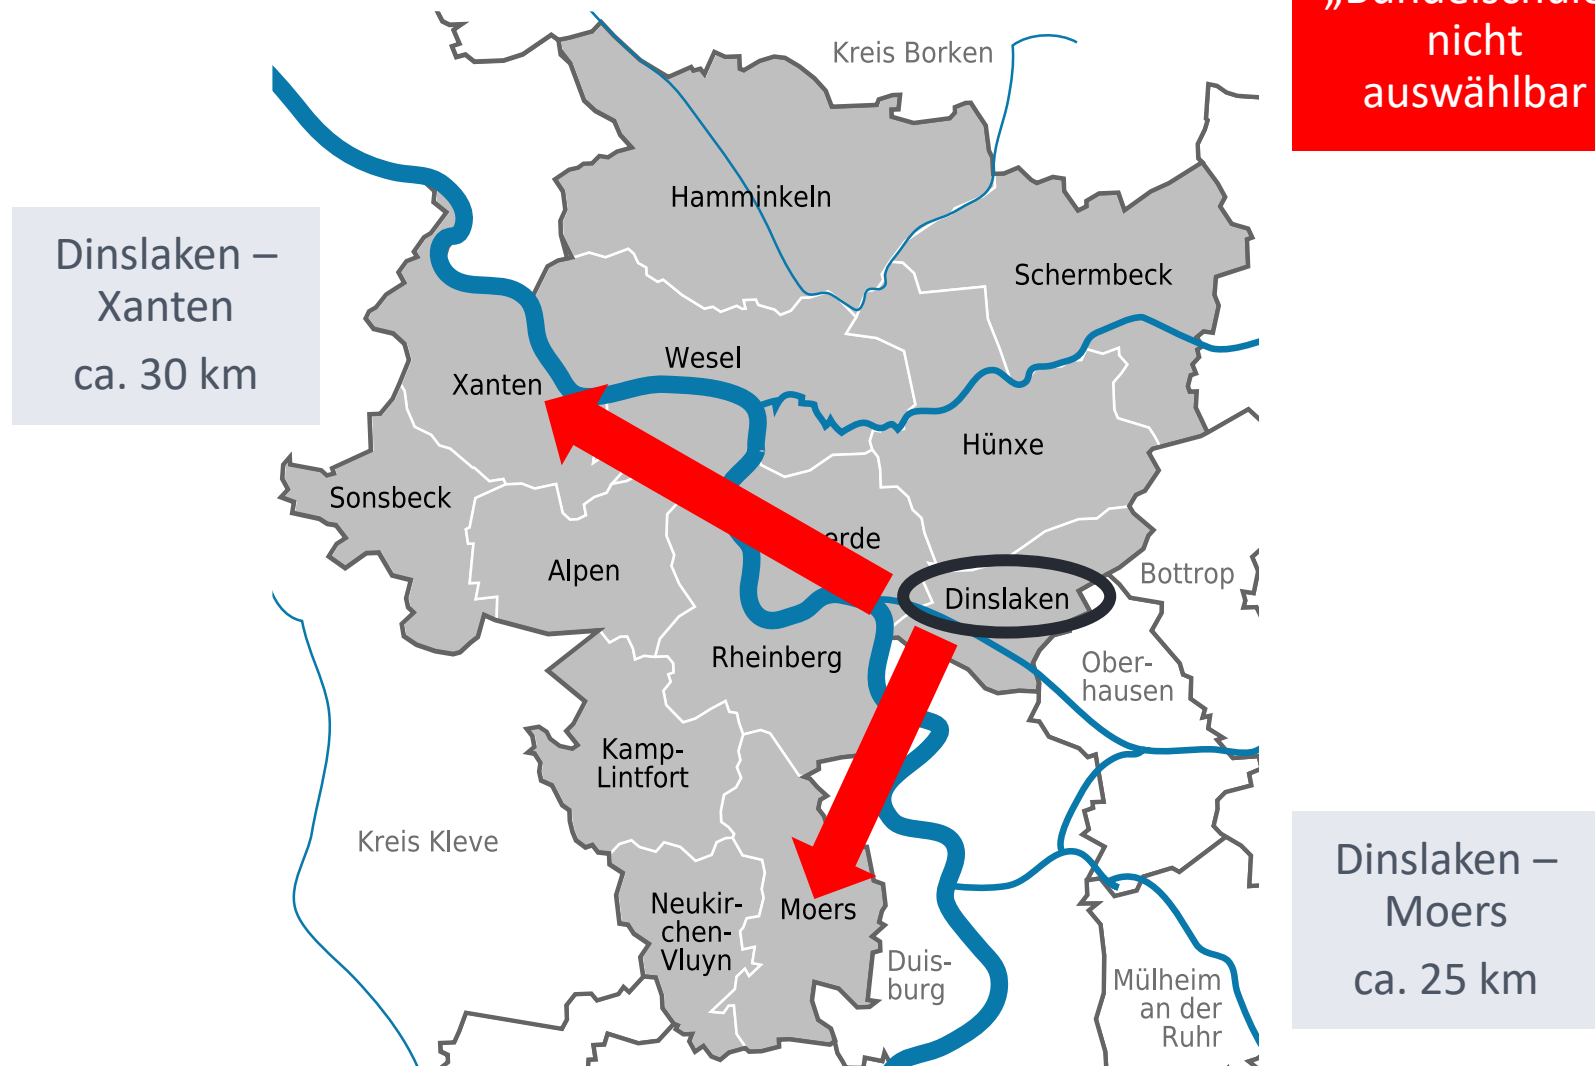 nicht
auswählbar
Kreis Borken
Hamminkeln
Dinslaken –
Xanten
ca. 30 km
Schermbeck
Wesel
Xanten
Hünxe
Sonsbeck
erde
Alpen
Bottrop
Dinslaken
Rheinberg
Ober-
hausen
Kamp-
Lintfort
Kreis Kleve
Dinslaken –
Moers
ca. 25 km
Neukir-
chen-
Vluyn
Moers
Duis-
burg
Mülheim
an der
Ruhr